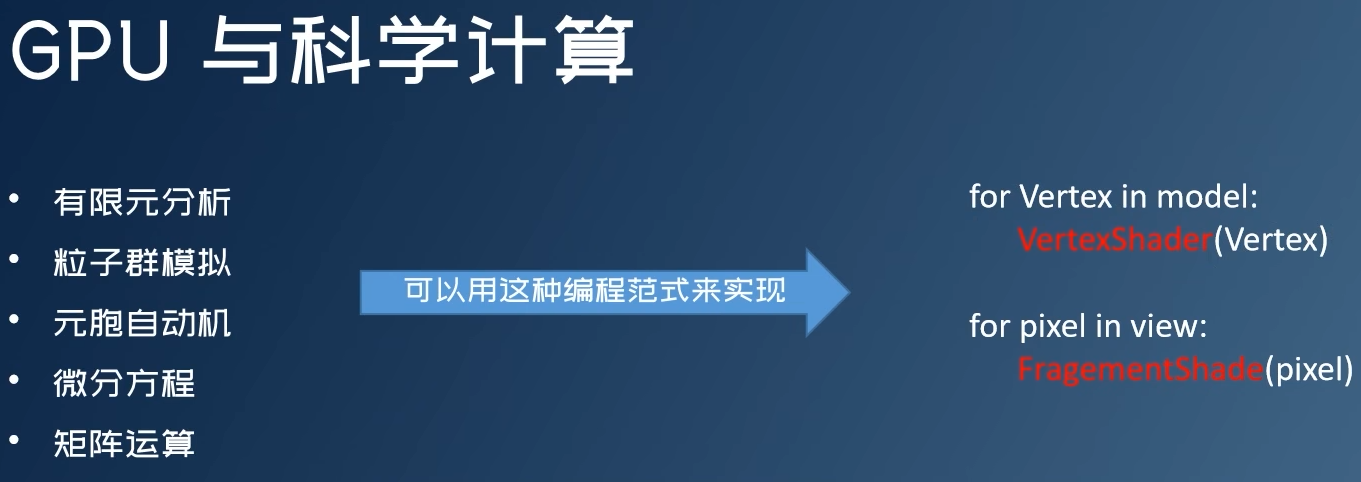 GPU 与科学计算
• 有限元分析
• 粒子群模拟
• 元胞自动机
• 微分方程
• 矩阵运算
可以用这种编程范式来实现
for Vertex in model:
VertexShader(Vertex)
for pixel in view:
FragementShade(pixel)